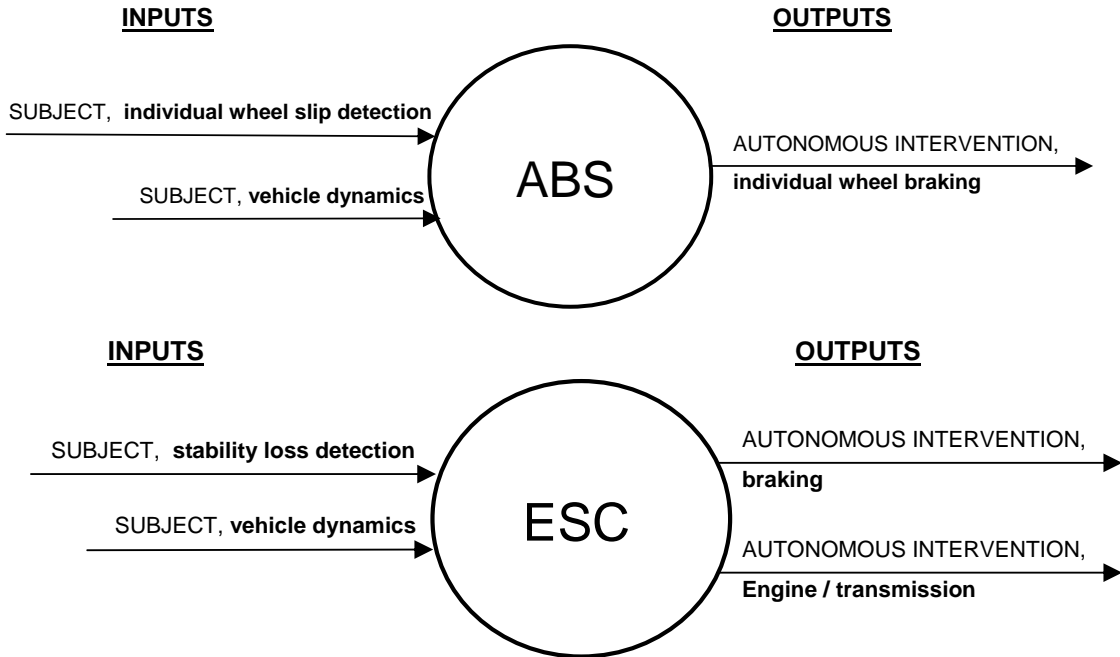 INPUTS
OUTPUTS
SUBJECT, individual wheel slip detection
AUTONOMOUS INTERVENTION,
individual wheel braking
SUBJECT, vehicle dynamics
ABS
INPUTS
OUTPUTS
SUBJECT, stability loss detection
AUTONOMOUS INTERVENTION,
braking
SUBJECT, vehicle dynamics
ESC
AUTONOMOUS INTERVENTION,
Engine / transmission